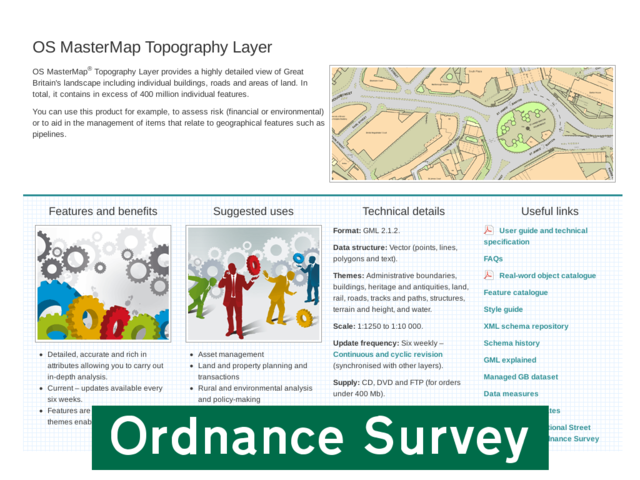 OS MasterMap Topography Layer
OS MasterMap® Topography Layer provides a highly detailed view of Great
Britain's landscape including individual buildings, roads and areas of land. In
total, it contains in excess of 400 million individual features.
You can use this product for example, to assess risk (financial or environmental)
or to aid in the management of items that relate to geographical features such as
pipelines.
Features and benefits
Detailed, accurate and rich in
attributes allowing you to carry out
in-depth analysis.
Current – updates available every
six weeks.
Features are
themes enab
Suggested uses
Asset management
Land and property planning and
transactions
Rural and environmental analysis
and policy-making
Technical details
Format: GML 2.1.2.
Data structure: Vector (points, lines,
polygons and text).
Themes: Administrative boundaries,
buildings, heritage and antiquities, land,
rail, roads, tracks and paths, structures,
terrain and height, and water.
Scale: 1:1250 to 1:10 000.
Update frequency: Six weekly –
Continuous and cyclic revision
(synchronised with other layers).
Supply: CD, DVD and FTP (for orders
under 400 Mb).
Useful links
User guide and technical
specification
FAQs
Real-word object catalogue
Feature catalogue
Style guide
XML schema repository
Schema history
GML explained
Managed GB dataset
Data measures
tes
ional Street
dnance Survey
Ordnance Survey